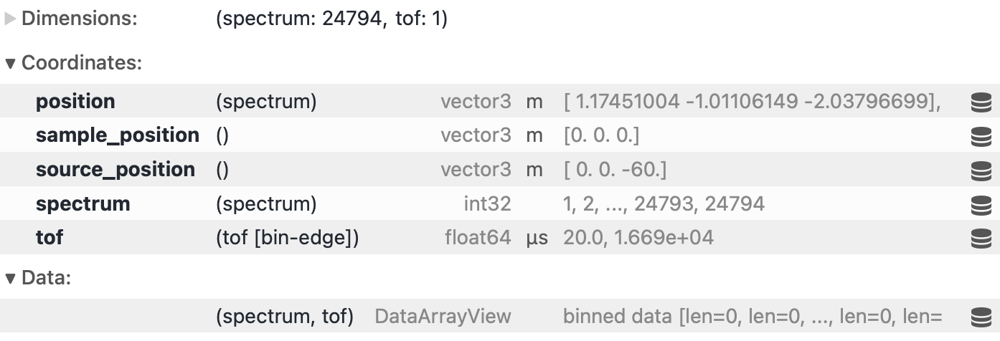 ▶ Dimensions: (spectrum: 24794, tof: 1)
▼ Coordinates:
position (spectrum) vector3 m [ 1.17451004 -1.01106149 -2.03796699],
sample_position () vector3 m [0. 0. 0.]
source_position () vector3 m [ 0. 0. -60.]
spectrum (spectrum) int32 1, 2, ..., 24793, 24794
tof (tof [bin-edge]) float64 µs 20.0, 1.669e+04
▼ Data:
(spectrum, tof) DataArrayView binned data [len=0, len=0, ..., len=0, len=